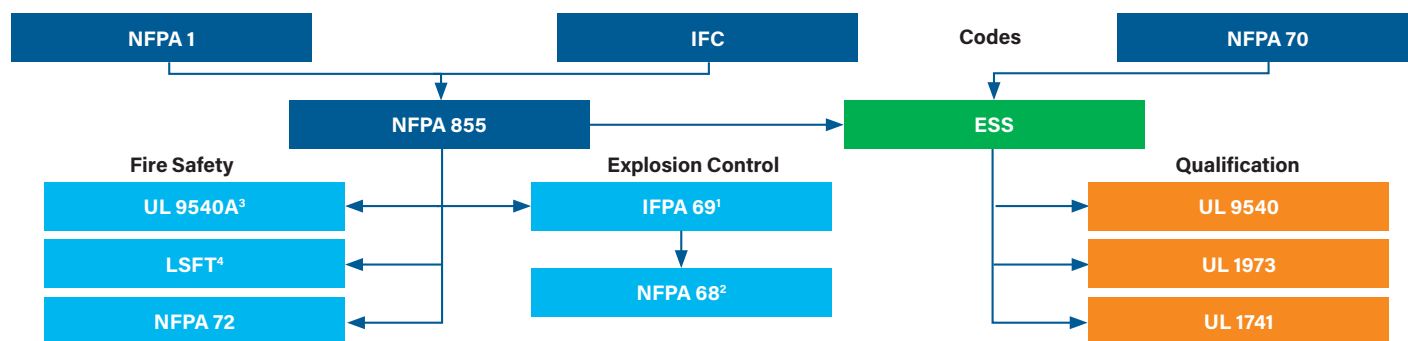 NFPA 1
IFC
Codes
NFPA 70
NFPA 855
ESS
Fire Safety
Explosion Control
Qualification
UL 9540A³
IFPA 69¹
UL 9540
LSFT⁴
NFPA 68²
UL 1973
NFPA 72
UL 1741